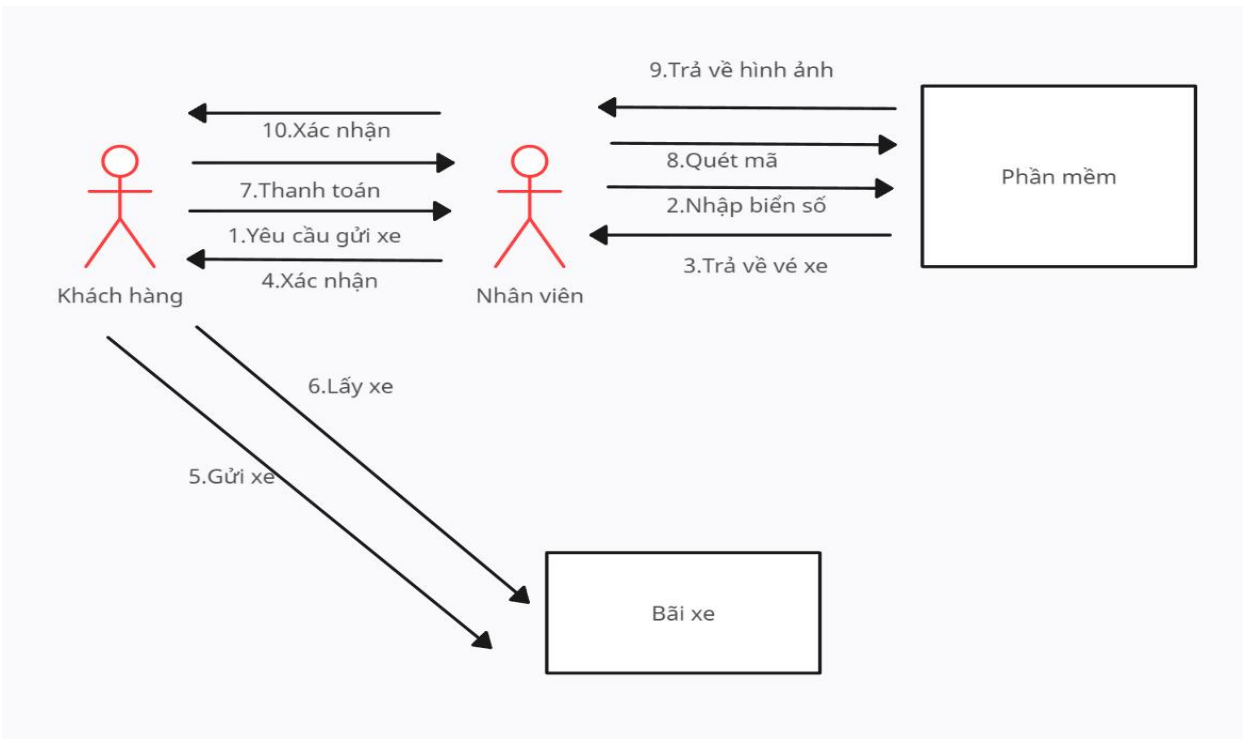 9.Trả về hình ảnh
10.Xác nhận
8.Quét mã
Phần mềm
7.Thanh toán
2.Nhập biển số
1.Yêu cầu gửi xe
3.Trả về vé xe
4.Xác nhận
Khách hàng
Nhân viên
6.Lấy xe
5.Gửi xe
Bãi xe